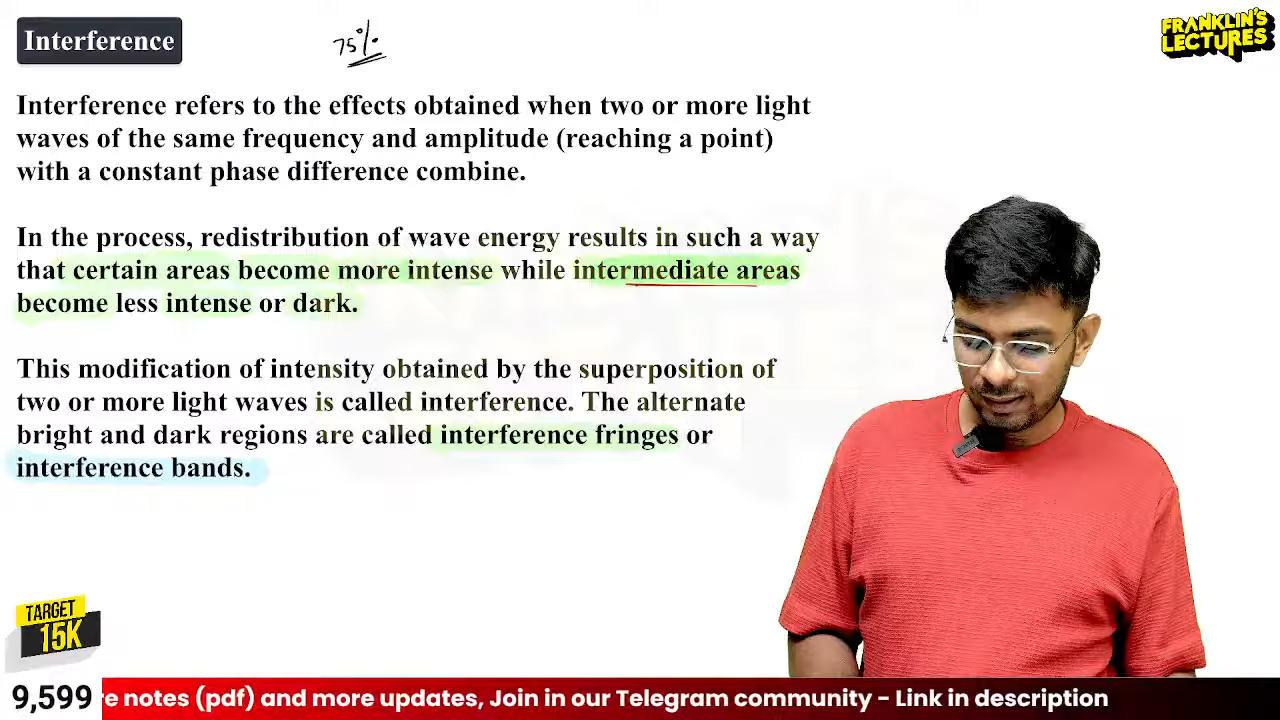 Interference
75%
FRANKLIN'S
LECTURES
Interference refers to the effects obtained when two or more light
waves of the same frequency and amplitude (reaching a point)
with a constant phase difference combine.
In the process, redistribution of wave energy results in such a way
that certain areas become more intense while intermediate areas
become less intense or dark.
This modification of intensity obtained by the superposition of
two or more light waves is called interference. The alternate
bright and dark regions are called interference fringes or
interference bands.
TARGET
15K
9,599
e notes (pdf) and more updates, Join in our Telegram community - Link in description